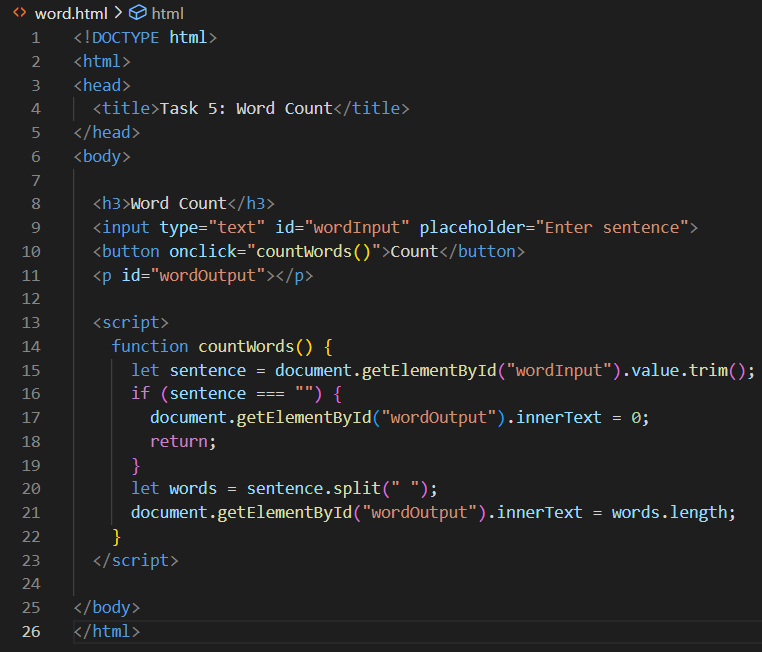 <> word.html > html
1 <!DOCTYPE html>
2 <html>
3 <head>
4   <title>Task 5: Word Count</title>
5 </head>
6 <body>
7
8   <h3>Word Count</h3>
9   <input type="text" id="wordInput" placeholder="Enter sentence">
10   <button onclick="countWords()">Count</button>
11   <p id="wordOutput"></p>
12
13   <script>
14     function countWords() {
15       let sentence = document.getElementById("wordInput").value.trim();
16       if (sentence === "") {
17         document.getElementById("wordOutput").innerText = 0;
18         return;
19       }
20       let words = sentence.split(" ");
21       document.getElementById("wordOutput").innerText = words.length;
22     }
23   </script>
24
25 </body>
26 </html>